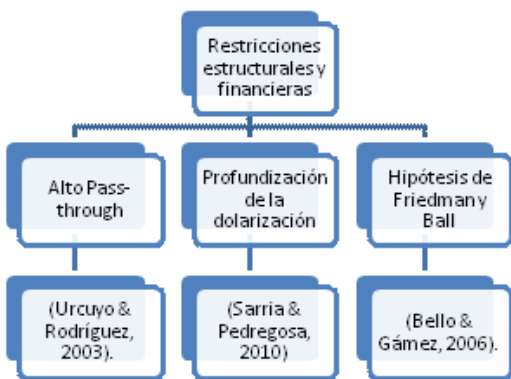 Restricciones
estructurales y
financieras
Alto Pass-
through
Profundización
de la
dolarización
Hipótesis de
Friedman y
Ball
(Urcuyo &
Rodríguez,
2003).
(Sarria &
Pedregosa,
2010)
(Bello &
Gámez, 2006).